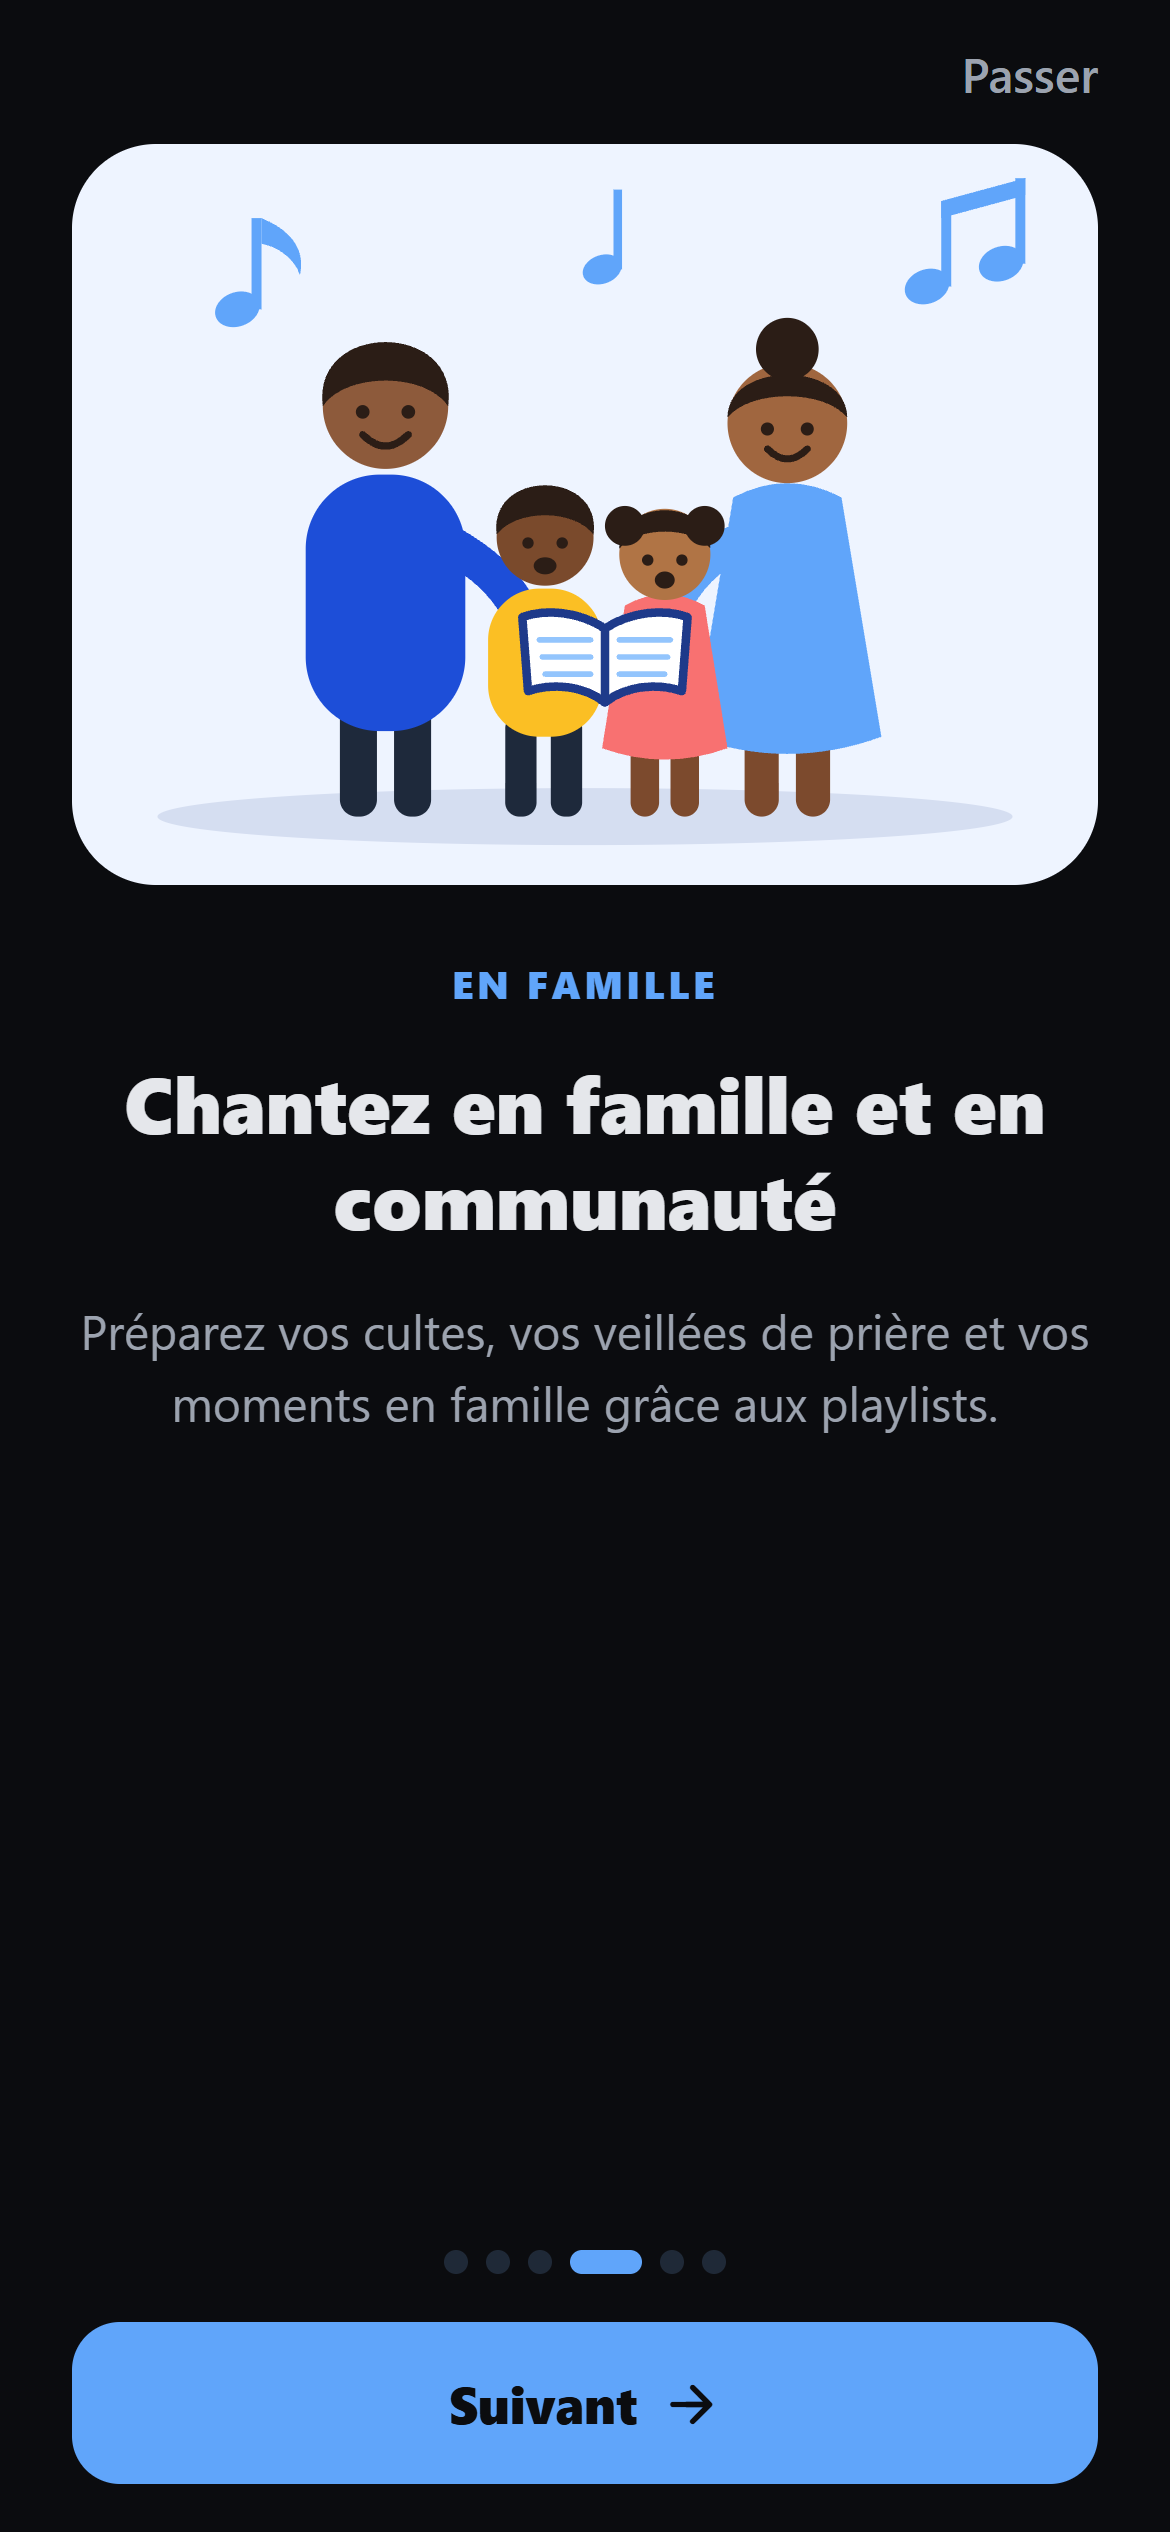 Passer
EN FAMILLE
Chantez en famille et en
communauté
Préparez vos cultes, vos veillées de prière et vos
moments en famille grâce aux playlists.
Suivant